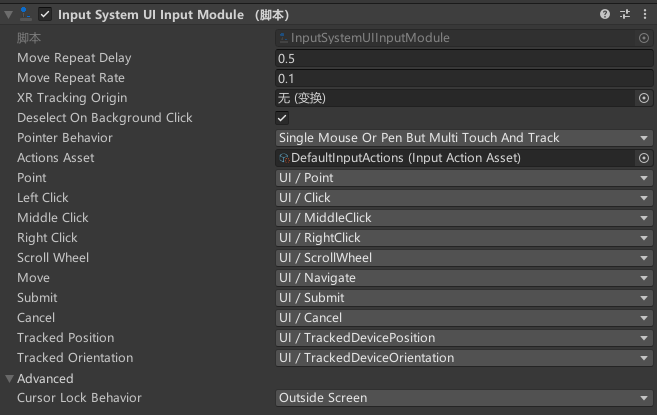 Input System UI Input Module （脚本）
脚本 InputSystemUIInputModule
Move Repeat Delay 0.5
Move Repeat Rate 0.1
XR Tracking Origin 无 (变换)
Deselect On Background Click
Pointer Behavior Single Mouse Or Pen But Multi Touch And Track
Actions Asset DefaultInputActions (Input Action Asset)
Point UI / Point
Left Click UI / Click
Middle Click UI / MiddleClick
Right Click UI / RightClick
Scroll Wheel UI / ScrollWheel
Move UI / Navigate
Submit UI / Submit
Cancel UI / Cancel
Tracked Position UI / TrackedDevicePosition
Tracked Orientation UI / TrackedDeviceOrientation
Advanced
Cursor Lock Behavior Outside Screen